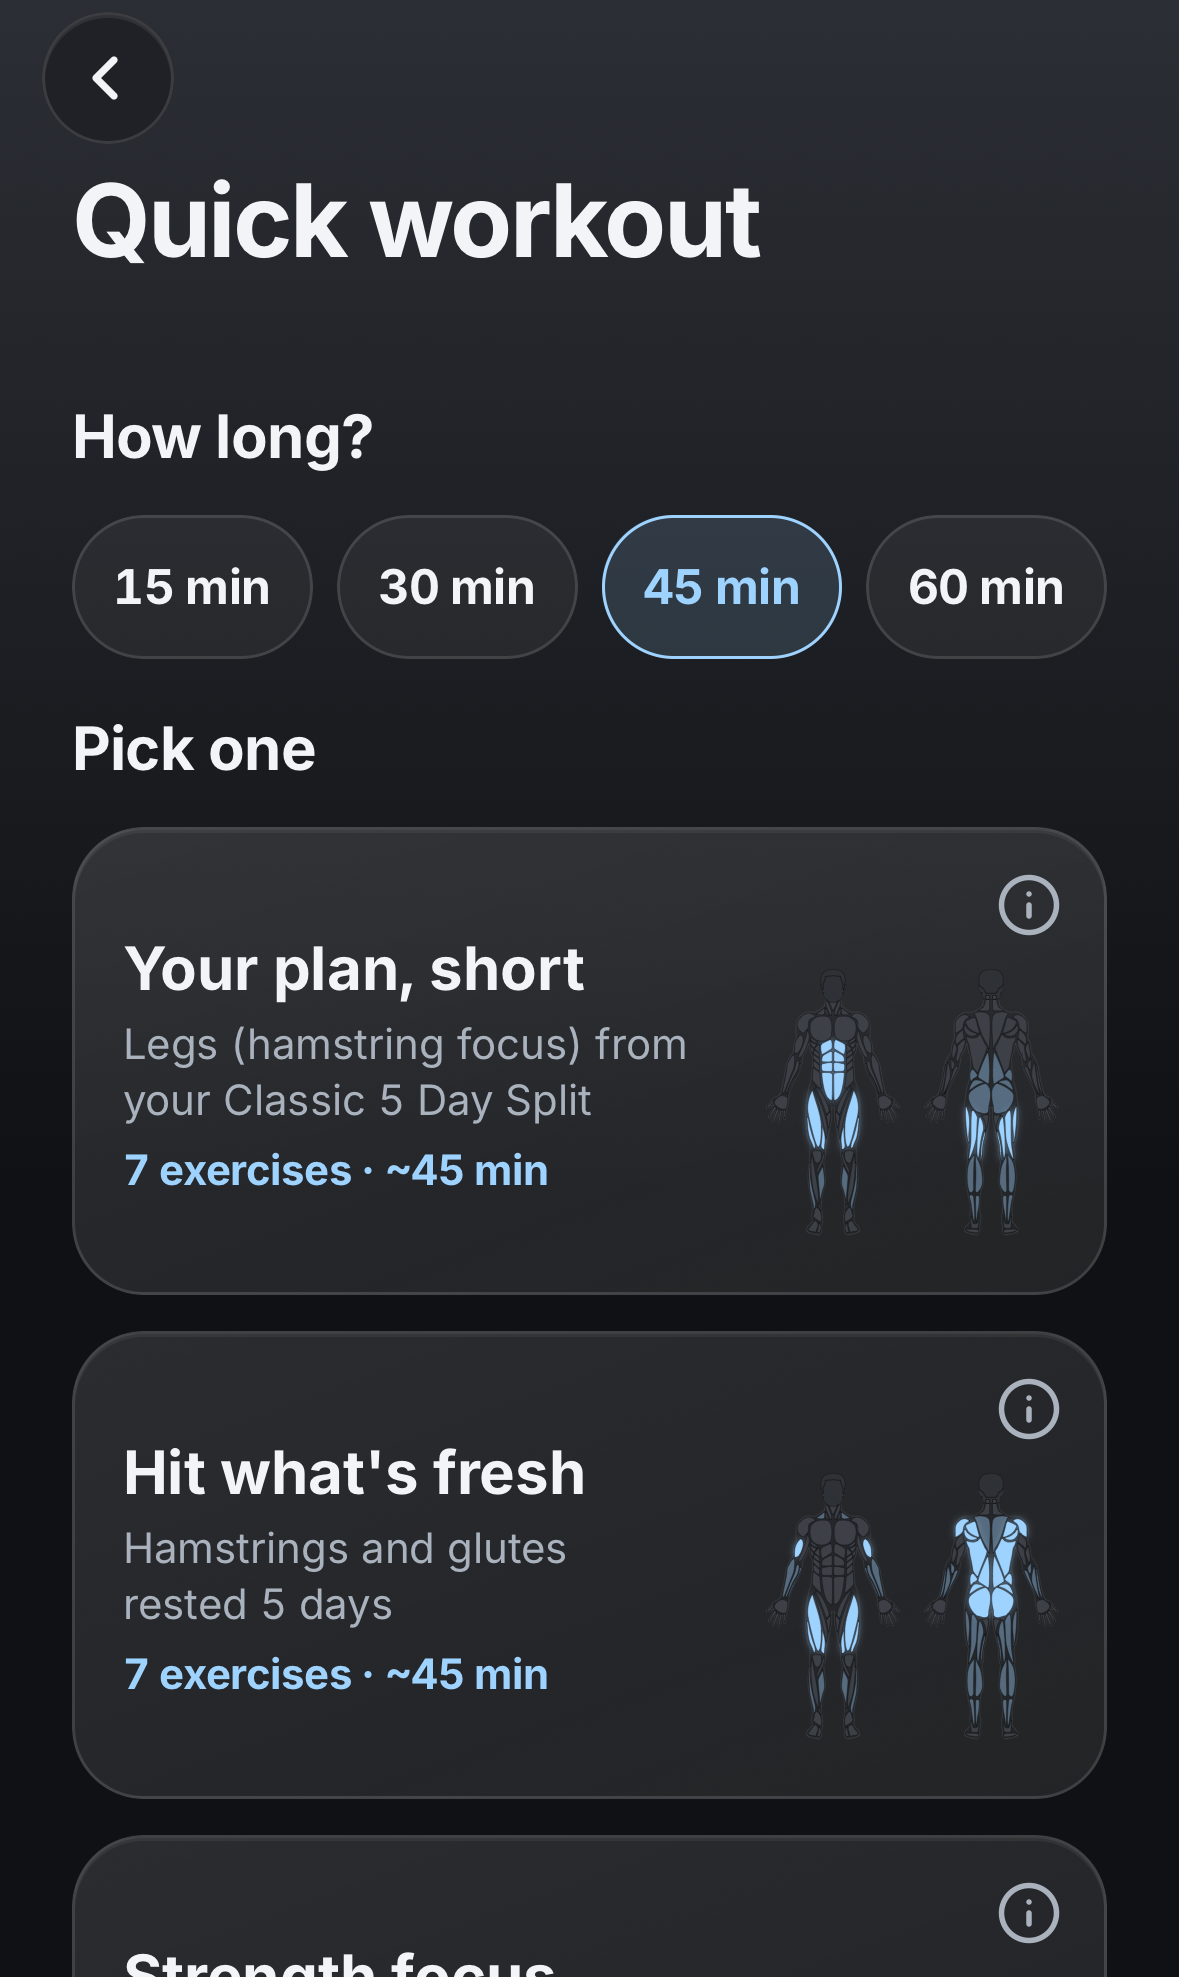 Quick workout
How long?
15 min
30 min
45 min
60 min
Pick one
Your plan, short
Legs (hamstring focus) from
your Classic 5 Day Split
7 exercises · ~45 min
Hit what's fresh
Hamstrings and glutes
rested 5 days
7 exercises · ~45 min
Strength focus